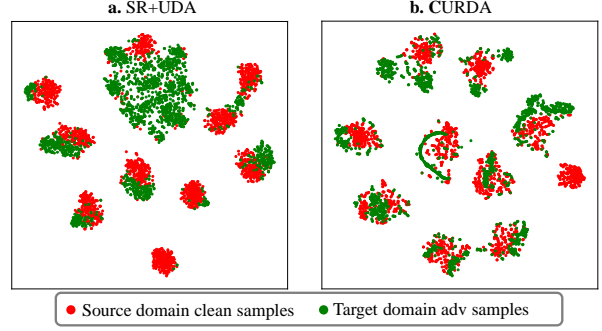 a. SR+UDA
b. CURDA
Source domain clean samples
Target domain adv samples